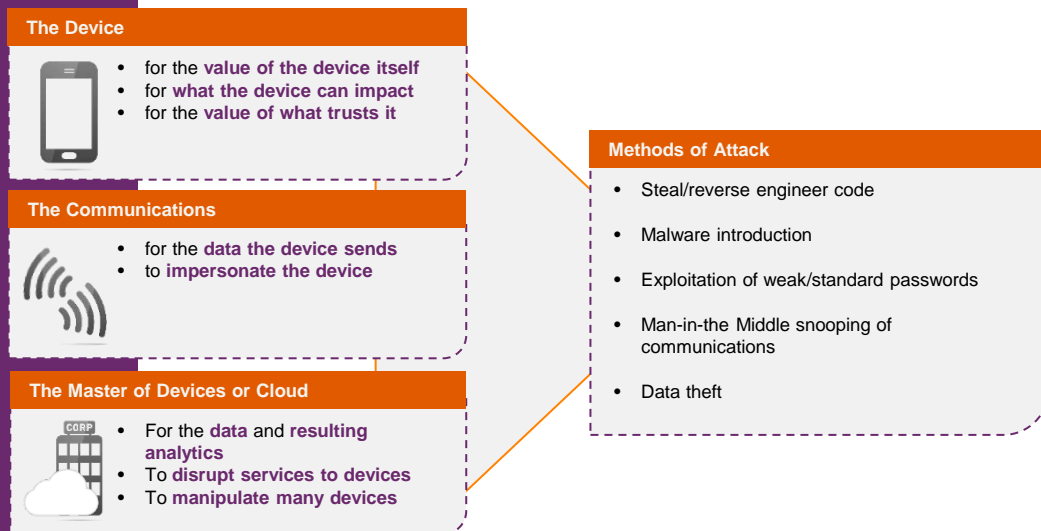 The Device
• for the value of the device itself
• for what the device can impact
• for the value of what trusts it
The Communications
• for the data the device sends
• to impersonate the device
The Master of Devices or Cloud
CORP
• For the data and resulting
analytics
• To disrupt services to devices
• To manipulate many devices
Methods of Attack
• Steal/reverse engineer code
• Malware introduction
• Exploitation of weak/standard passwords
• Man-in-the Middle snooping of
communications
• Data theft